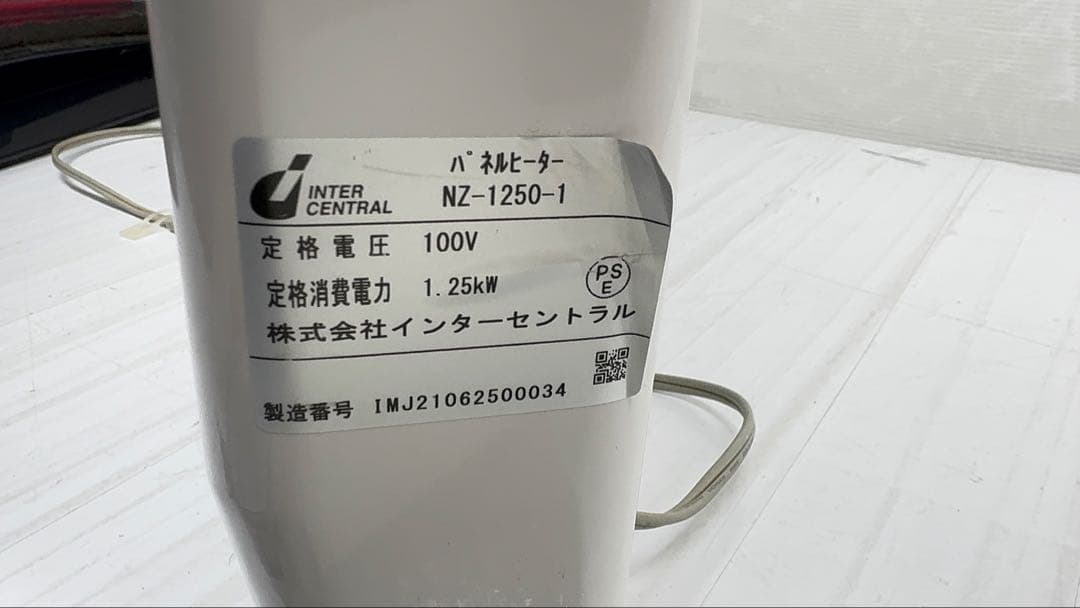 INTER
CENTRAL
パネルヒーター
NZ-1250-1
定格電圧 100V
定格消費電力 1.25kW
PS
E
株式会社インターセントラル
製造番号 IMJ21062500034